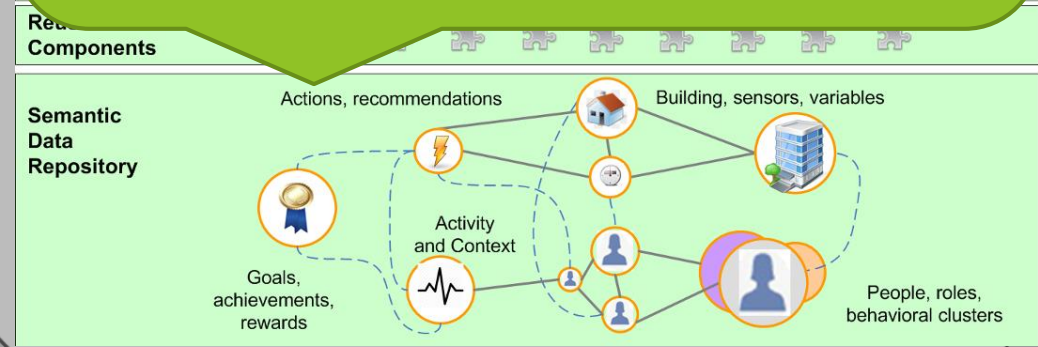 Components
Semantic
Data
Repository
Actions, recommendations
Building, sensors, variables
Activity
and Context
Goals,
achievements,
rewards
People, roles,
behavioral clusters